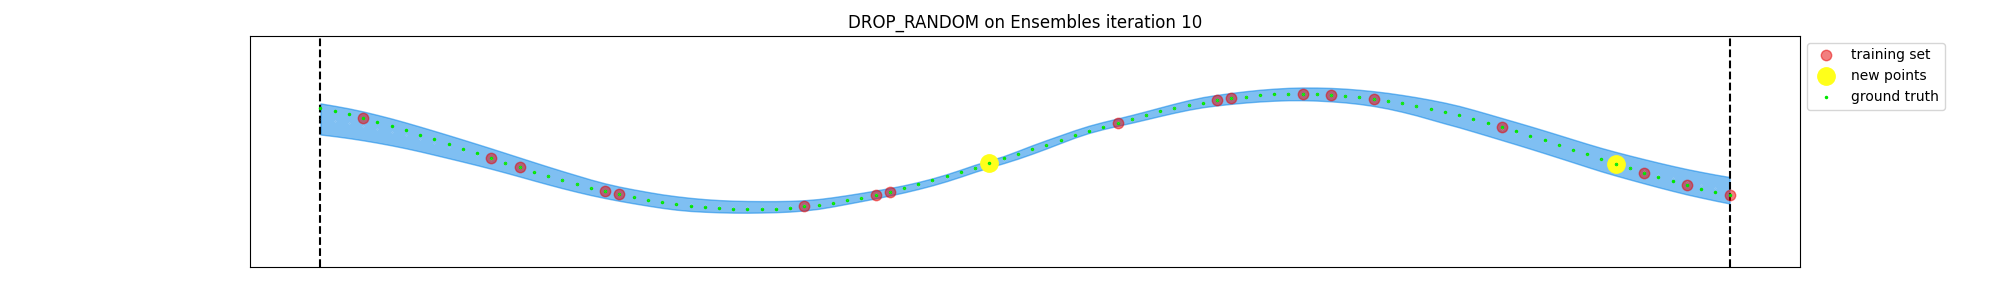 DROP_RANDOM on Ensembles iteration 10
training set
new points
ground truth